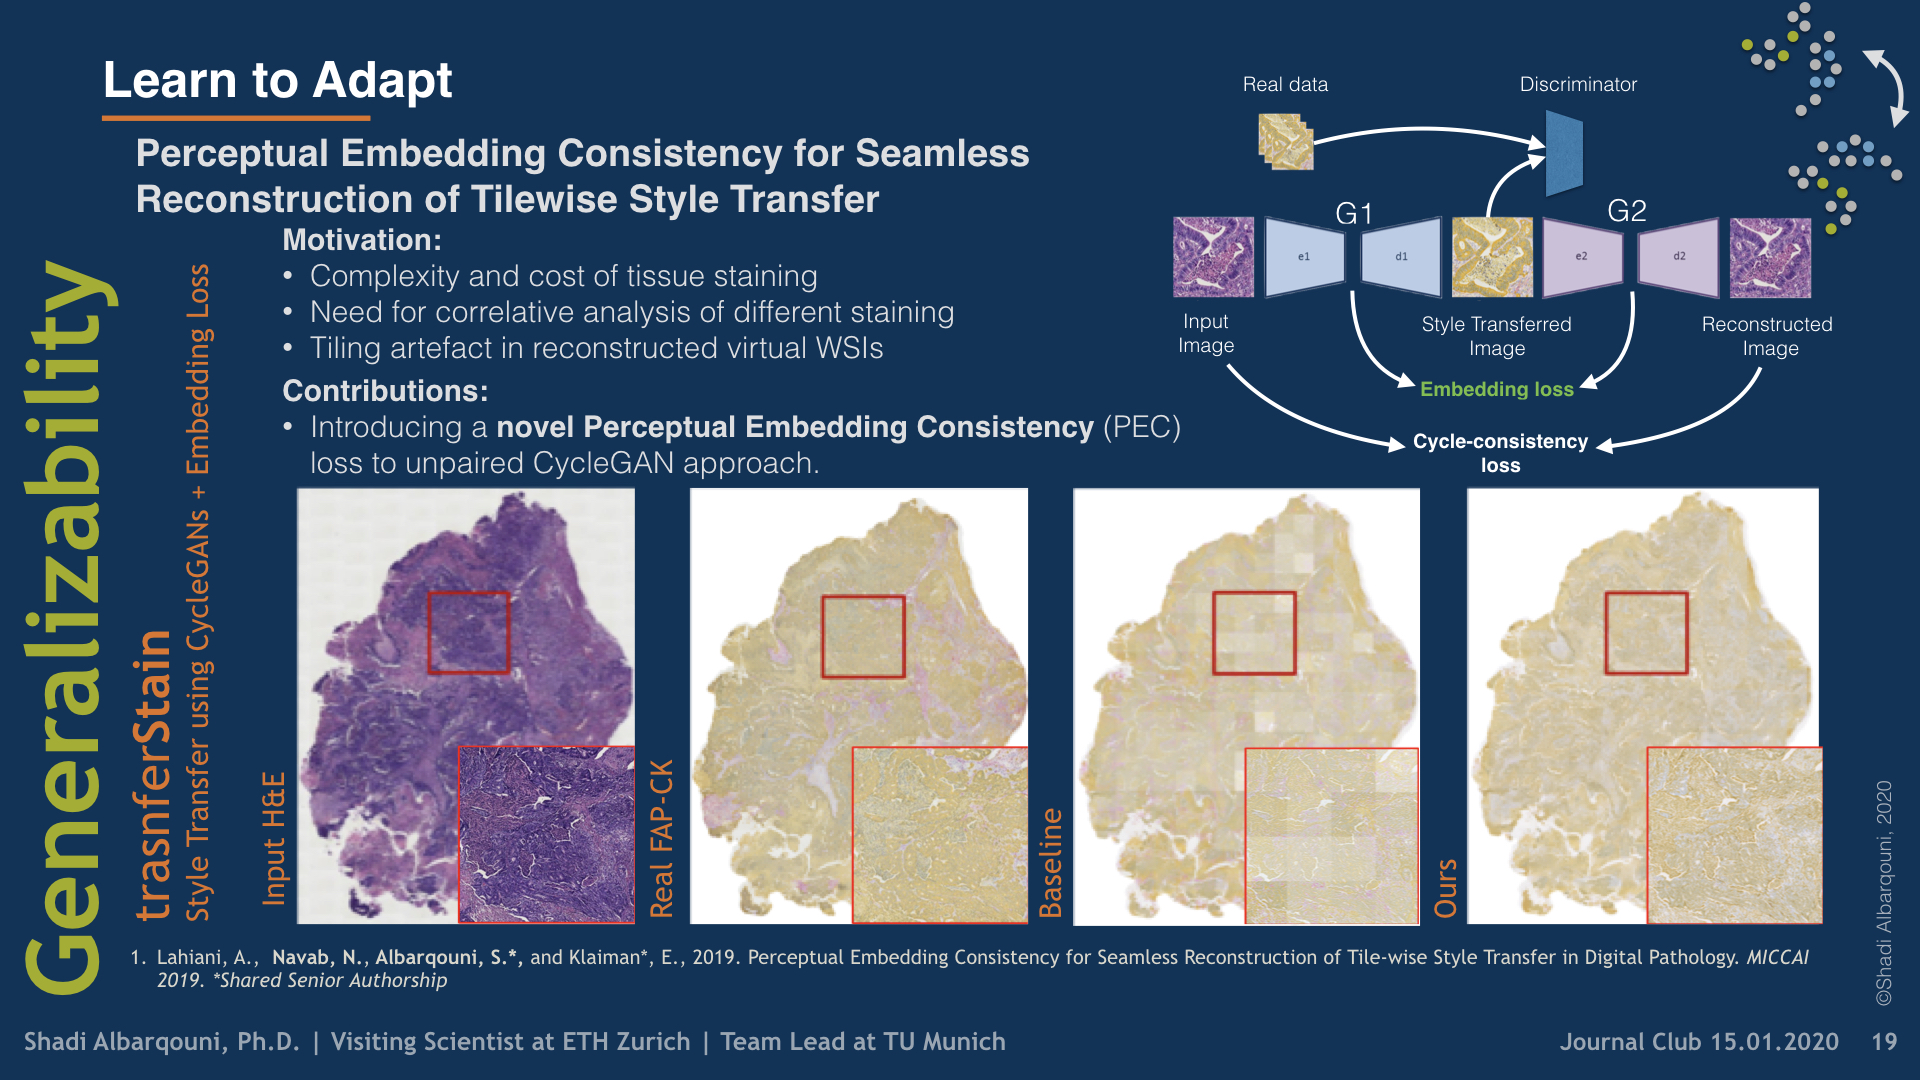 Learn to Adapt
Perceptual Embedding Consistency for Seamless
Reconstruction of Tilewise Style Transfer
Motivation:
• Complexity and cost of tissue staining
• Need for correlative analysis of different staining
• Tiling artefact in reconstructed virtual WSIs
Contributions:
• Introducing a novel Perceptual Embedding Consistency (PEC)
loss to unpaired CycleGAN approach.
Real data
Discriminator
G1
G2
e1
d1
e2
d2
Input
Image
Style Transferred
Image
Reconstructed
Image
Embedding loss
Cycle-consistency
loss
Generalizability
trasnferStain
Style Transfer using CycleGANs + Embedding Loss
Input H&E
Real FAP-CK
Baseline
Ours
1. Lahiani, A., Navab, N., Albarqouni, S.*, and Klaiman*, E., 2019. Perceptual Embedding Consistency for Seamless Reconstruction of Tile-wise Style Transfer in Digital Pathology. MICCAI
2019. *Shared Senior Authorship
©Shadi Albarqouni, 2020
Shadi Albarqouni, Ph.D. | Visiting Scientist at ETH Zurich | Team Lead at TU Munich
Journal Club 15.01.2020 19